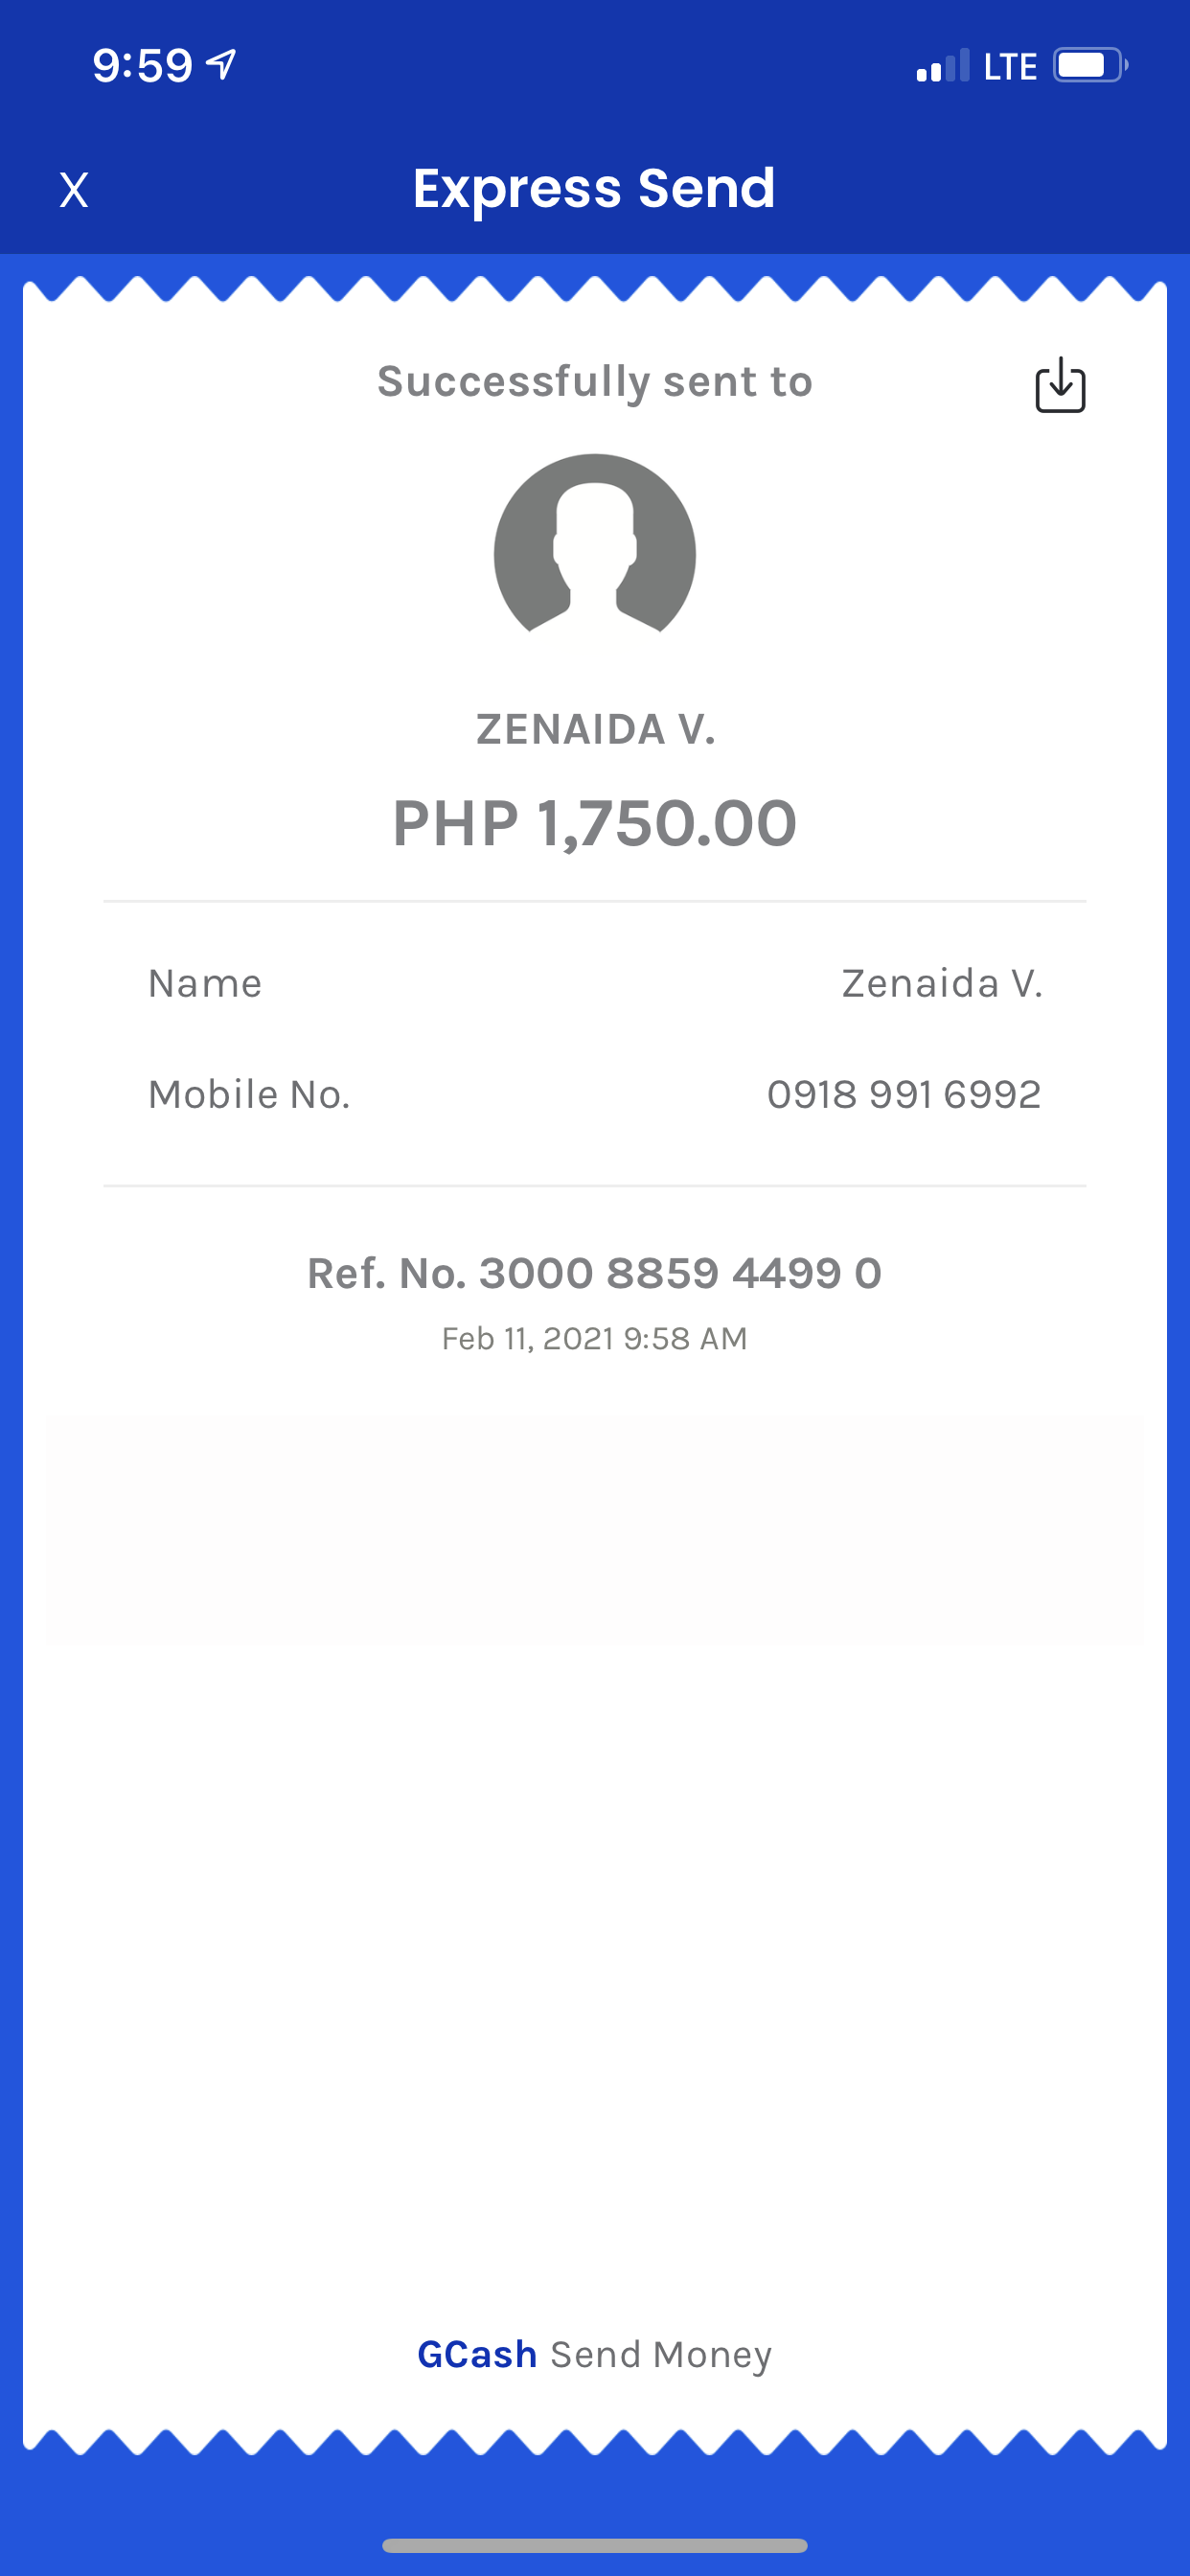 9:59 LTE
X Express Send
Successfully sent to
ZENAIDA V.
PHP 1,750.00
Name Zenaida V.
Mobile No. 0918 991 6992
Ref. No. 3000 8859 4499 0
Feb 11, 2021 9:58 AM
GCash Send Money